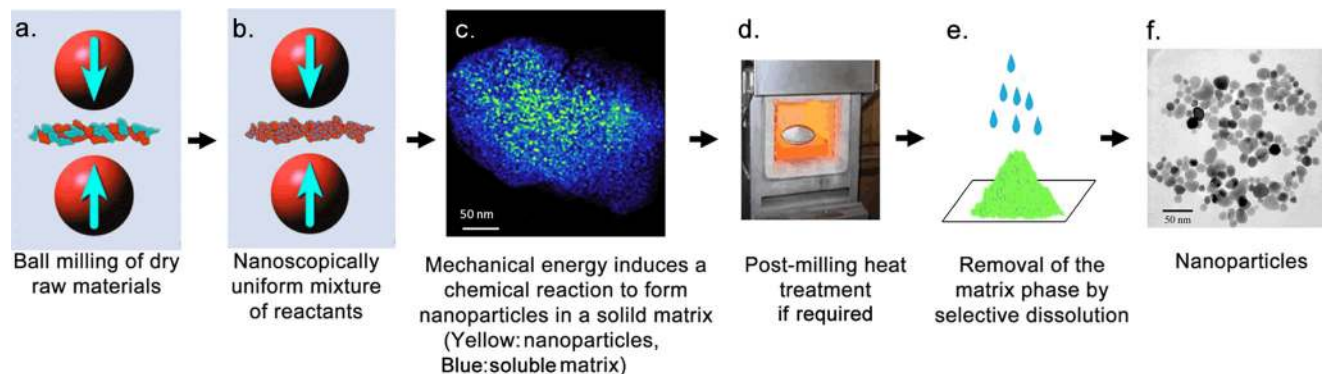 a.
b.
c.
d.
e.
f.
50 nm
50 nm
Ball milling of dry
raw materials
Nanoscopically
uniform mixture
of reactants
Mechanical energy induces a
chemical reaction to form
nanoparticles in a solild matrix
(Yellow: nanoparticles,
Blue:soluble matrix)
Post-milling heat
treatment
if required
Removal of the
matrix phase by
selective dissolution
Nanoparticles